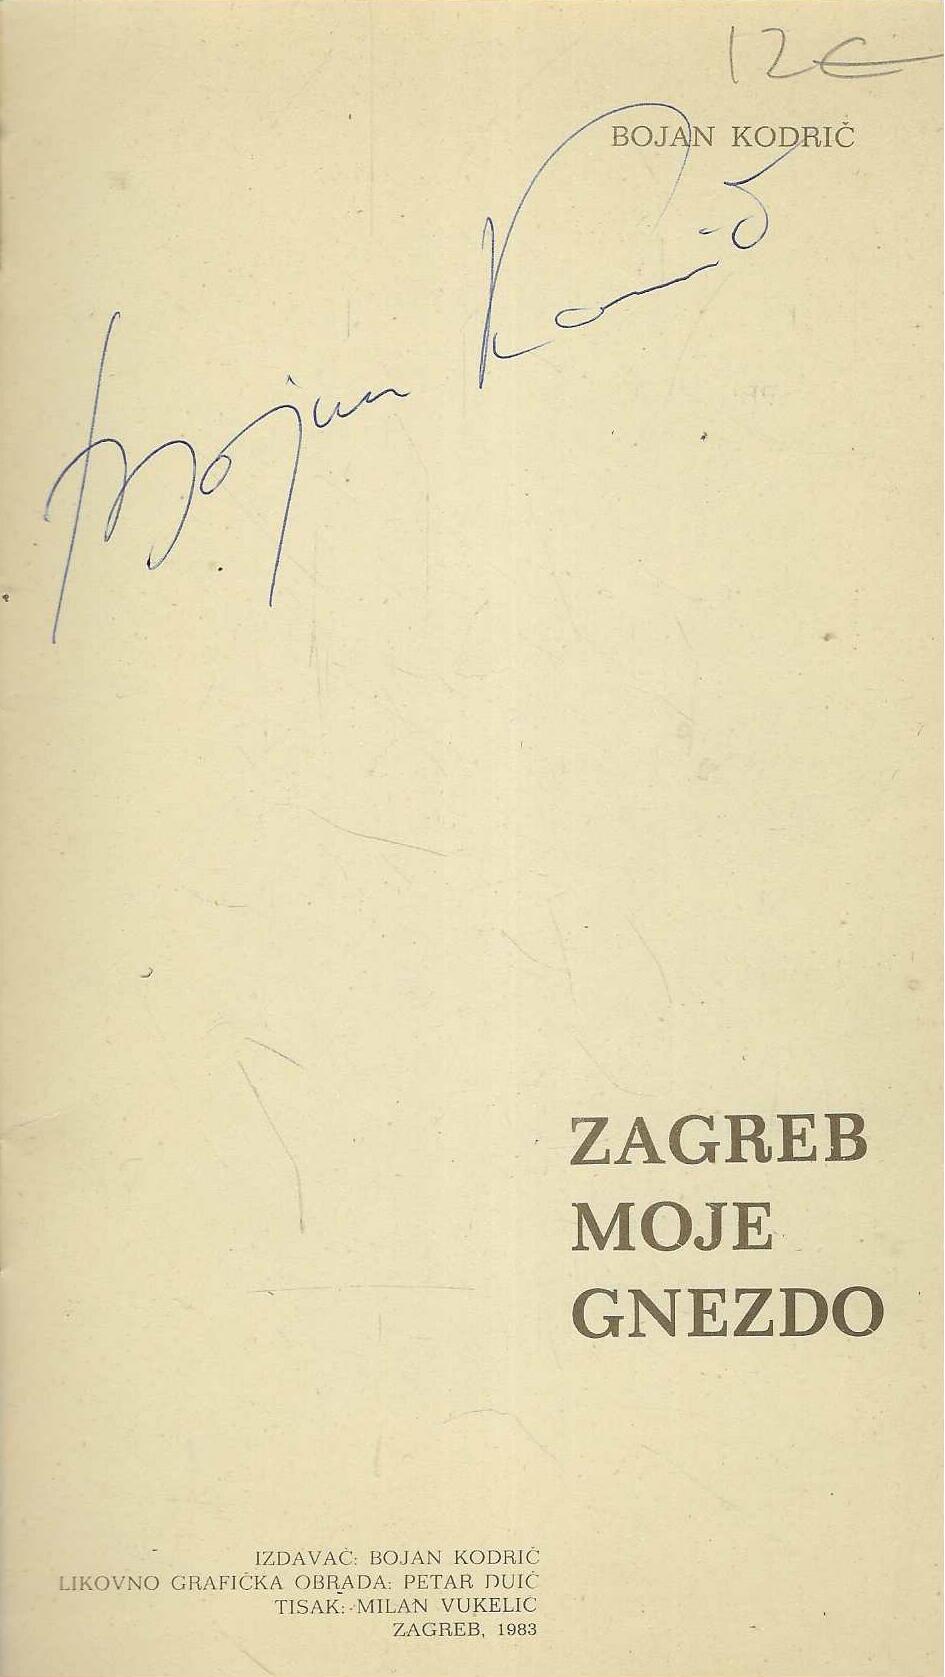 12€
BOJAN KODRIČ
Bojan Kodrič
ZAGREB
MOJE
GNEZDO
IZDAVAČ: BOJAN KODRIČ
LIKOVNO GRAFIČKA OBRADA: PETAR DUIĆ
TISAK: MILAN VUKELIĆ
ZAGREB, 1983